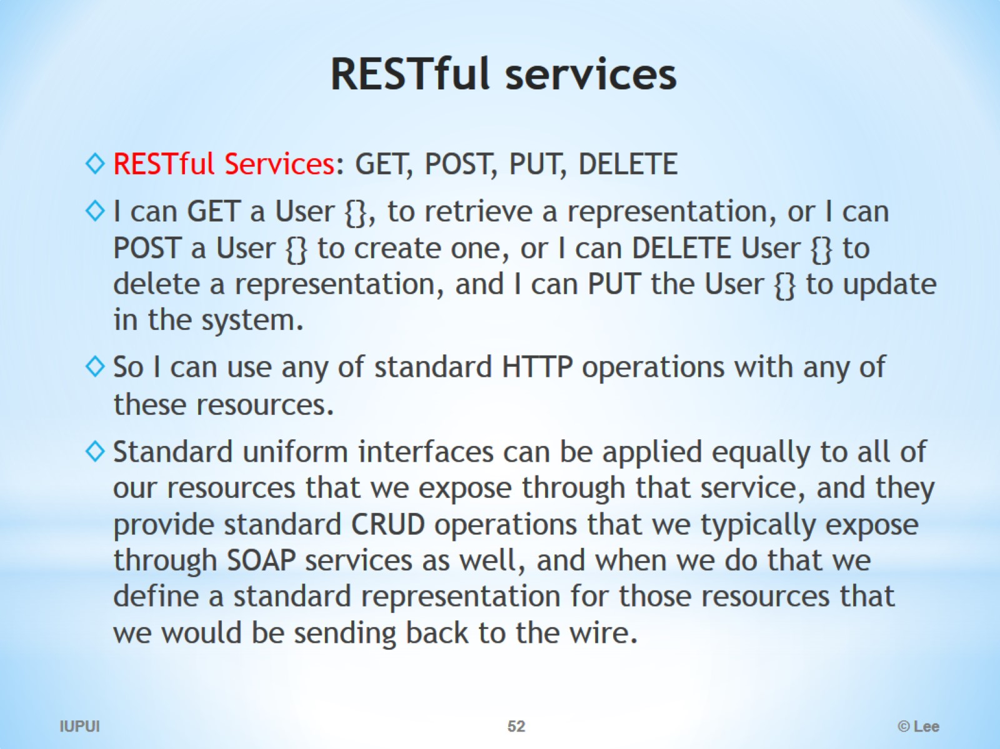 RESTful services
◇ RESTful Services: GET, POST, PUT, DELETE
◇ I can GET a User {}, to retrieve a representation, or I can
POST a User {} to create one, or I can DELETE User {} to
delete a representation, and I can PUT the User {} to update
in the system.
◇ So I can use any of standard HTTP operations with any of
these resources.
◇ Standard uniform interfaces can be applied equally to all of
our resources that we expose through that service, and they
provide standard CRUD operations that we typically expose
through SOAP services as well, and when we do that we
define a standard representation for those resources that
we would be sending back to the wire.
IUPUI 52 © Lee